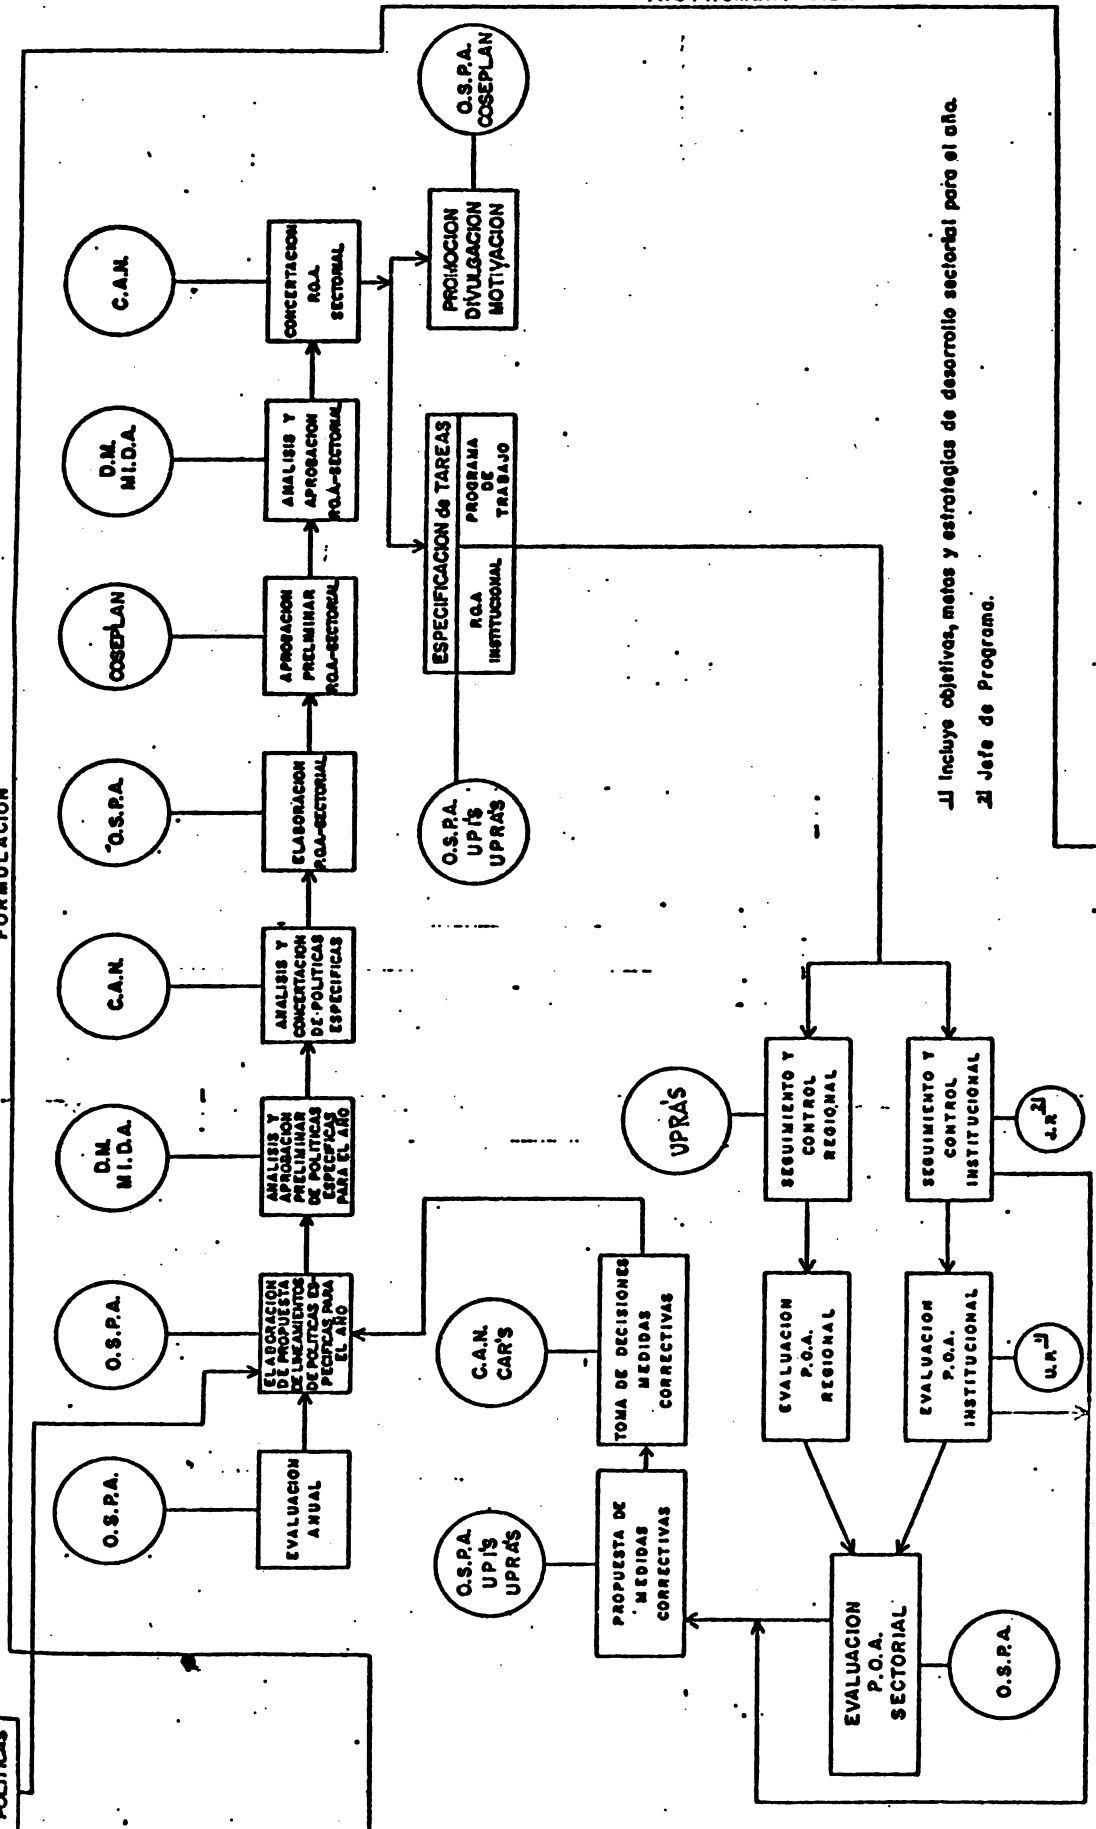 FORMULACION
POLITICAS
O.S.P.A.
EVALUACION
ANUAL
O.S.P.A.
ELABORACION
DE PROPUESTA
DE LINEAMIENTOS
DE POLITICAS ES-
PECIFICAS PARA
EL AÑO
D.M.
M.I.D.A.
ANALISIS Y
APROBACION
PRELIMINAR
DE POLITICAS
ESPECIFICAS
PARA EL AÑO
C.A.N.
ANALISIS Y
CONCERTACION
DE POLITICAS
ESPECIFICAS
O.S.P.A.
ELABORACION
P.O.A.-SECTORIAL
COSEPLAN
APROBACION
PRELIMINAR
P.O.A.-SECTORIAL
D.M.
M.I.D.A.
ANALISIS Y
APROBACION
P.O.A.-SECTORIAL
C.A.N.
CONCERTACION
P.O.A.
SECTORIAL
O.S.P.A.
COSEPLAN
PROMOCION
DIVULGACION
MOTIVACION
ESPECIFICACION de TAREAS
P.O.A
INSTITUCIONAL
PROGRAMA
DE
TRABAJO
O.S.P.A.
UPI'S
UPRA'S
UPRA'S
SEGUIMIENTO Y
CONTROL
REGIONAL
SEGUIMIENTO Y
CONTROL
INSTITUCIONAL
J.P. 2/
EVALUACION
P.O.A.
REGIONAL
EVALUACION
P.O.A.
INSTITUCIONAL
U.P. 1/
EVALUACION
P.O.A.
SECTORIAL
O.S.P.A.
O.S.P.A.
UPI'S
UPRA'S
PROPUESTA DE
MEDIDAS
CORRECTIVAS
C.A.N.
CAR'S
TOMA DE DECISIONES
MEDIDAS
CORRECTIVAS
1/ Incluye objetivas, metas y estrategias de desarrollo sectorial para el año.
2/ Jefe de Programa.